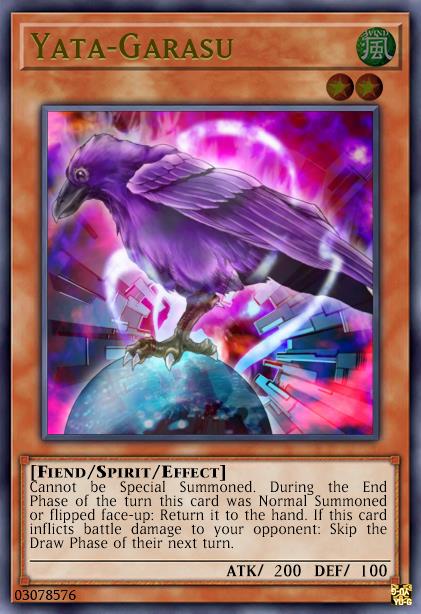 Yata-Garasu
WIND
風
[Fiend/Spirit/Effect]
Cannot be Special Summoned. During the End
Phase of the turn this card was Normal Summoned
or flipped face-up: Return it to the hand. If this card
inflicts battle damage to your opponent: Skip the
Draw Phase of their next turn.
ATK/ 200 DEF/ 100
03078576